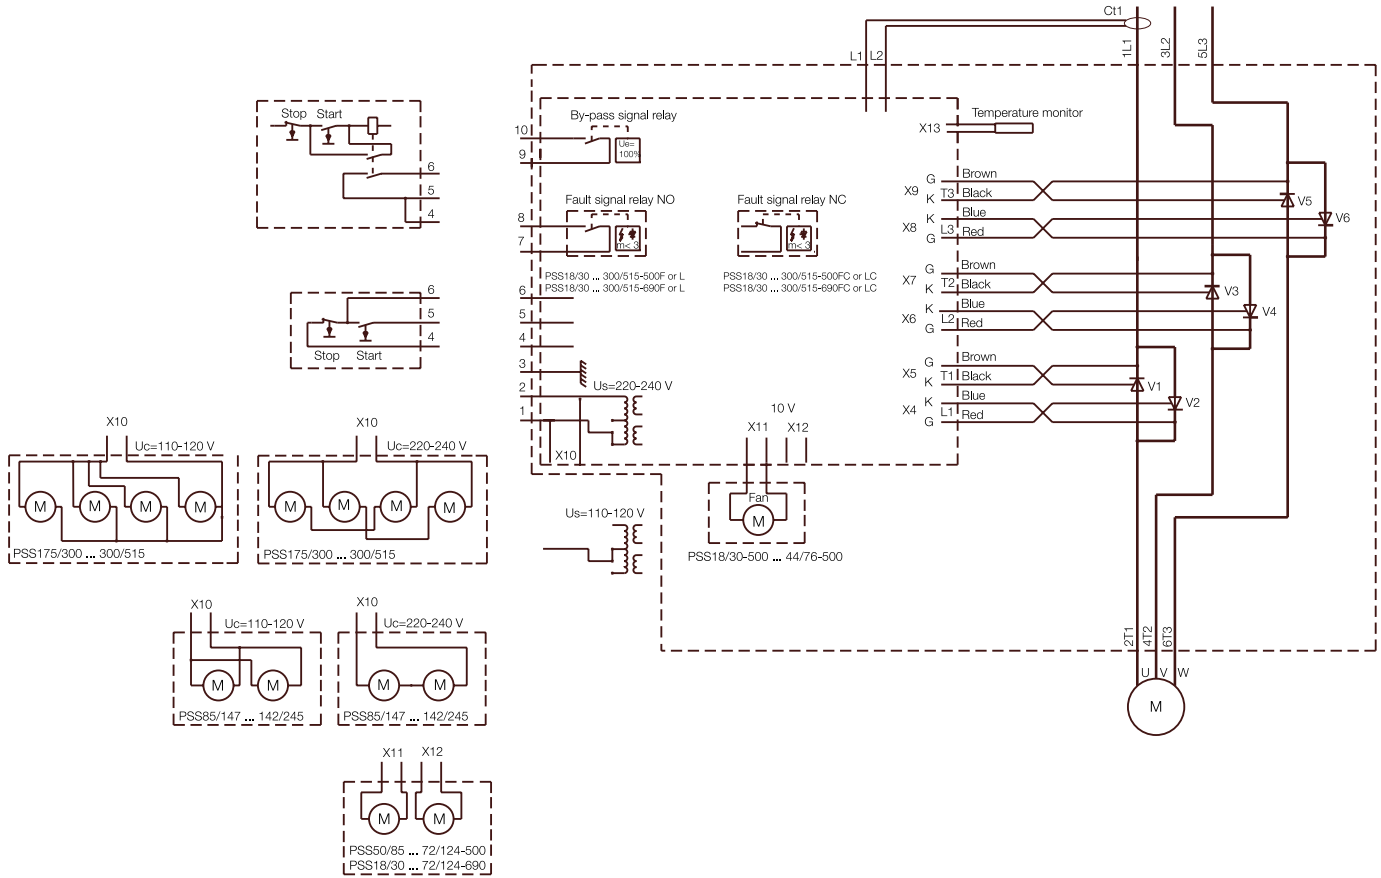 Ct1
1L1
3L2
5L3
L1
L2
Stop Start
6
5
4
6
5
4
Stop Start
By-pass signal relay
10
9
Ue=
100%
Fault signal relay NO
8
7
m< 3
PSS18/30 ... 300/515-500F or L
PSS18/30 ... 300/515-690F or L
Fault signal relay NC
m< 3
PSS18/30 ... 300/515-500FC or LC
PSS18/30 ... 300/515-690FC or LC
6
5
4
3
2
1
Us=220-240 V
X10
Us=110-120 V
X13
Temperature monitor
X9
G Brown
K T3 Black
X8
K Blue
G L3 Red
V5
V6
X7
G Brown
K T2 Black
X6
K Blue
G L2 Red
V3
V4
X5
G Brown
K T1 Black
X4
K Blue
G L1 Red
V1
V2
10 V
X11 X12
Fan
M
PSS18/30-500 ... 44/76-500
X10
Uc=110-120 V
M M M M
PSS175/300 ... 300/515
X10
Uc=220-240 V
M M M M
PSS175/300 ... 300/515
X10
Uc=110-120 V
M M
PSS85/147 ... 142/245
X10
Uc=220-240 V
M M
PSS85/147 ... 142/245
X11 X12
M M
PSS50/85 ... 72/124-500
PSS18/30 ... 72/124-690
2T1
4T2
6T3
U V W
M